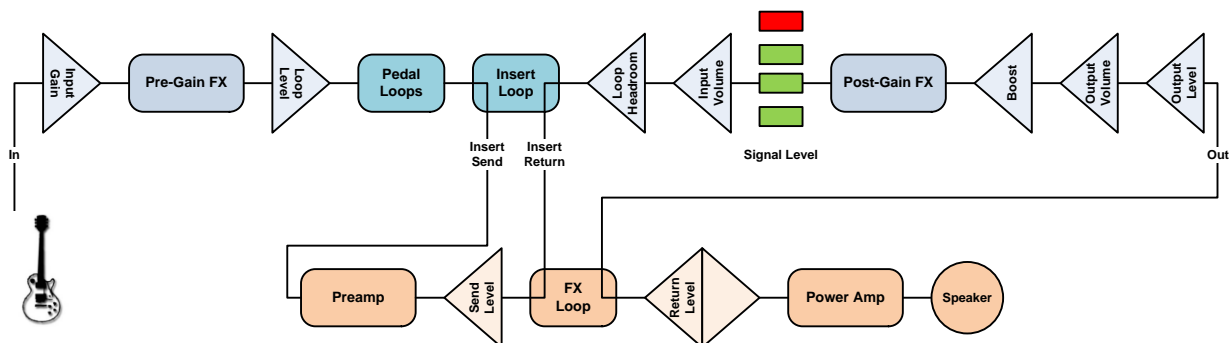 Input
Gain
Pre-Gain FX
Loop
Level
Pedal
Loops
Insert
Loop
Loop
Headroom
Input
Volume
Post-Gain FX
Boost
Output
Volume
Output
Level
In
Insert
Send
Insert
Return
Signal Level
Out
Preamp
Send
Level
FX
Loop
Return
Level
Power Amp
Speaker